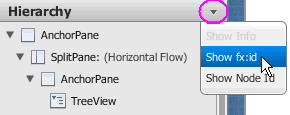 Hierarchy
Show Info
AnchorPane
Show fx:id
SplitPane: (Horizontal Flow)
Show Node Id
AnchorPane
TreeView